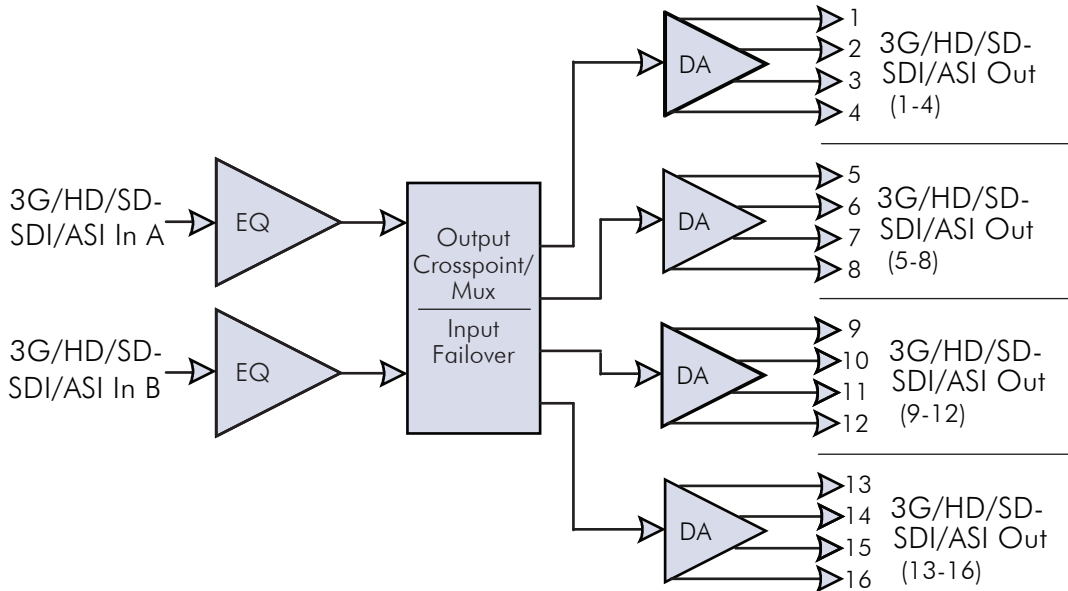 3G/HD/SD-
SDI/ASI In A
EQ
3G/HD/SD-
SDI/ASI In B
EQ
Output
Crosspoint/
Mux
Input
Failover
DA
1
2
3
4
3G/HD/SD-
SDI/ASI Out
(1-4)
DA
5
6
7
8
3G/HD/SD-
SDI/ASI Out
(5-8)
DA
9
10
11
12
3G/HD/SD-
SDI/ASI Out
(9-12)
DA
13
14
15
16
3G/HD/SD-
SDI/ASI Out
(13-16)